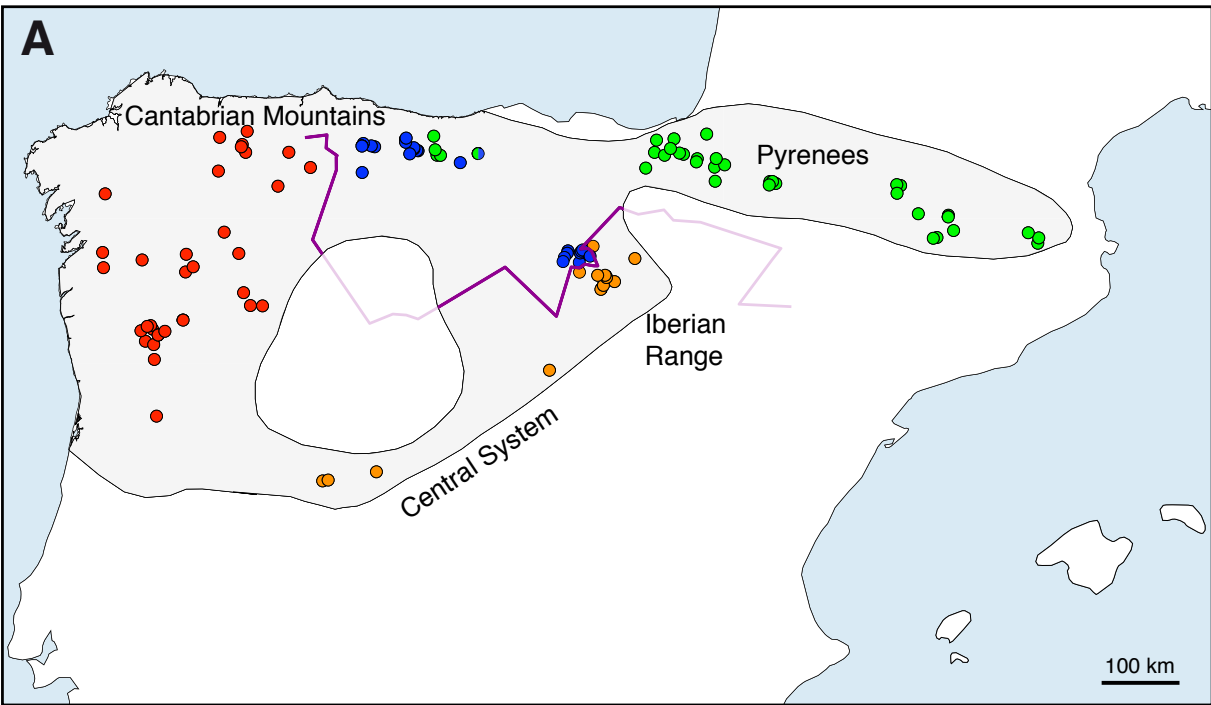 A
Cantabrian Mountains
Pyrenees
Iberian
Range
Central System
100 km